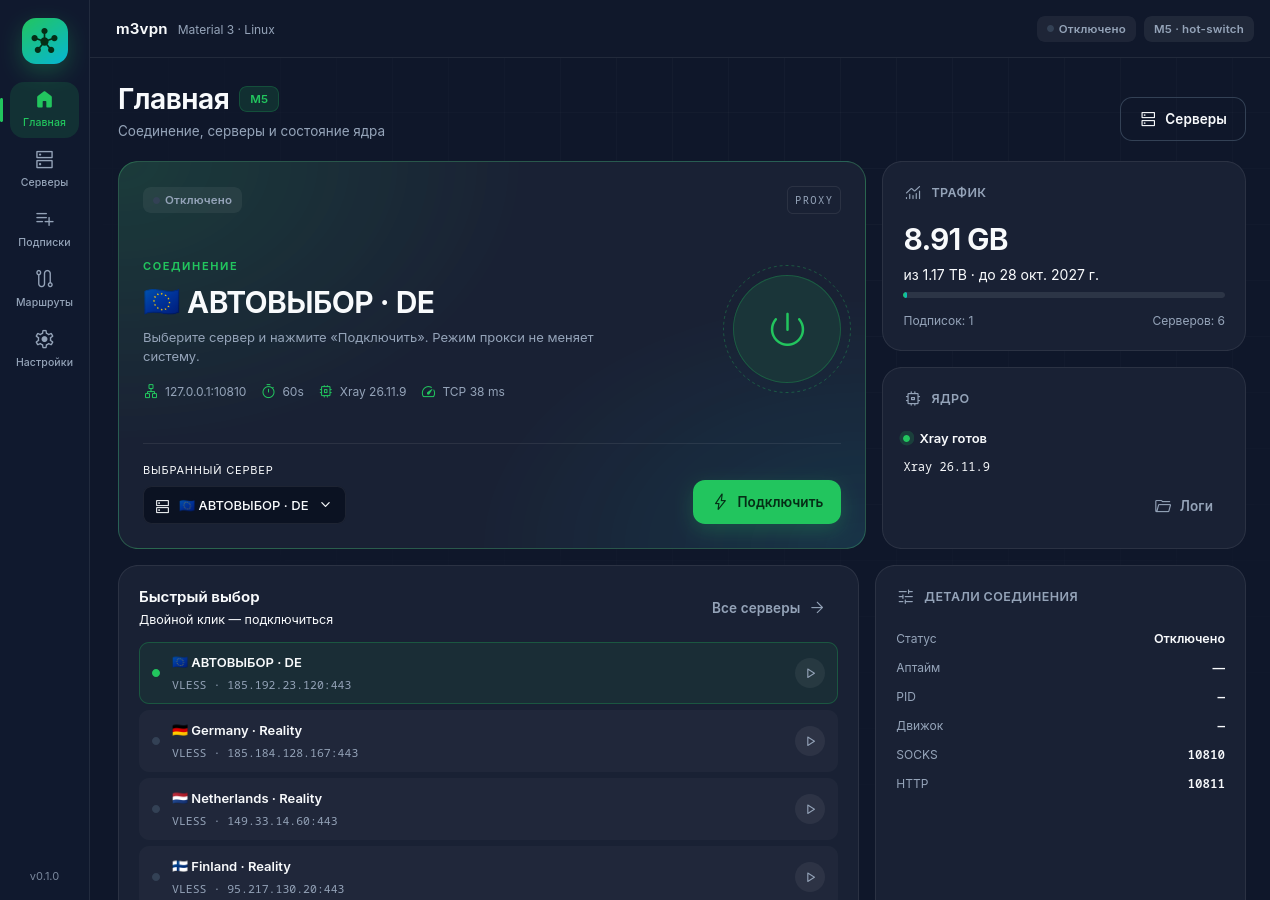 m3vpn Material 3 · Linux
Отключено
M5 · hot-switch
Главная
Серверы
Подписки
Маршруты
Настройки
v0.1.0
Главная M5
Соединение, серверы и состояние ядра
Серверы
Отключено
PROXY
СОЕДИНЕНИЕ
🇪🇺 АВТОВЫБОР · DE
Выберите сервер и нажмите «Подключить». Режим прокси не меняет
систему.
127.0.0.1:10810 60s Xray 26.11.9 TCP 38 ms
ВЫБРАННЫЙ СЕРВЕР
🇪🇺 АВТОВЫБОР · DE
Подключить
ТРАФИК
8.91 GB
из 1.17 TB · до 28 окт. 2027 г.
Подписок: 1 Серверов: 6
ЯДРО
Xray готов
Xray 26.11.9
Логи
Быстрый выбор
Двойной клик — подключиться
Все серверы
🇪🇺 АВТОВЫБОР · DE
VLESS · 185.192.23.120:443
🇩🇪 Germany · Reality
VLESS · 185.184.128.167:443
🇳🇱 Netherlands · Reality
VLESS · 149.33.14.60:443
🇫🇮 Finland · Reality
VLESS · 95.217.130.20:443
ДЕТАЛИ СОЕДИНЕНИЯ
Статус Отключено
Аптайм —
PID –
Движок –
SOCKS 10810
HTTP 10811